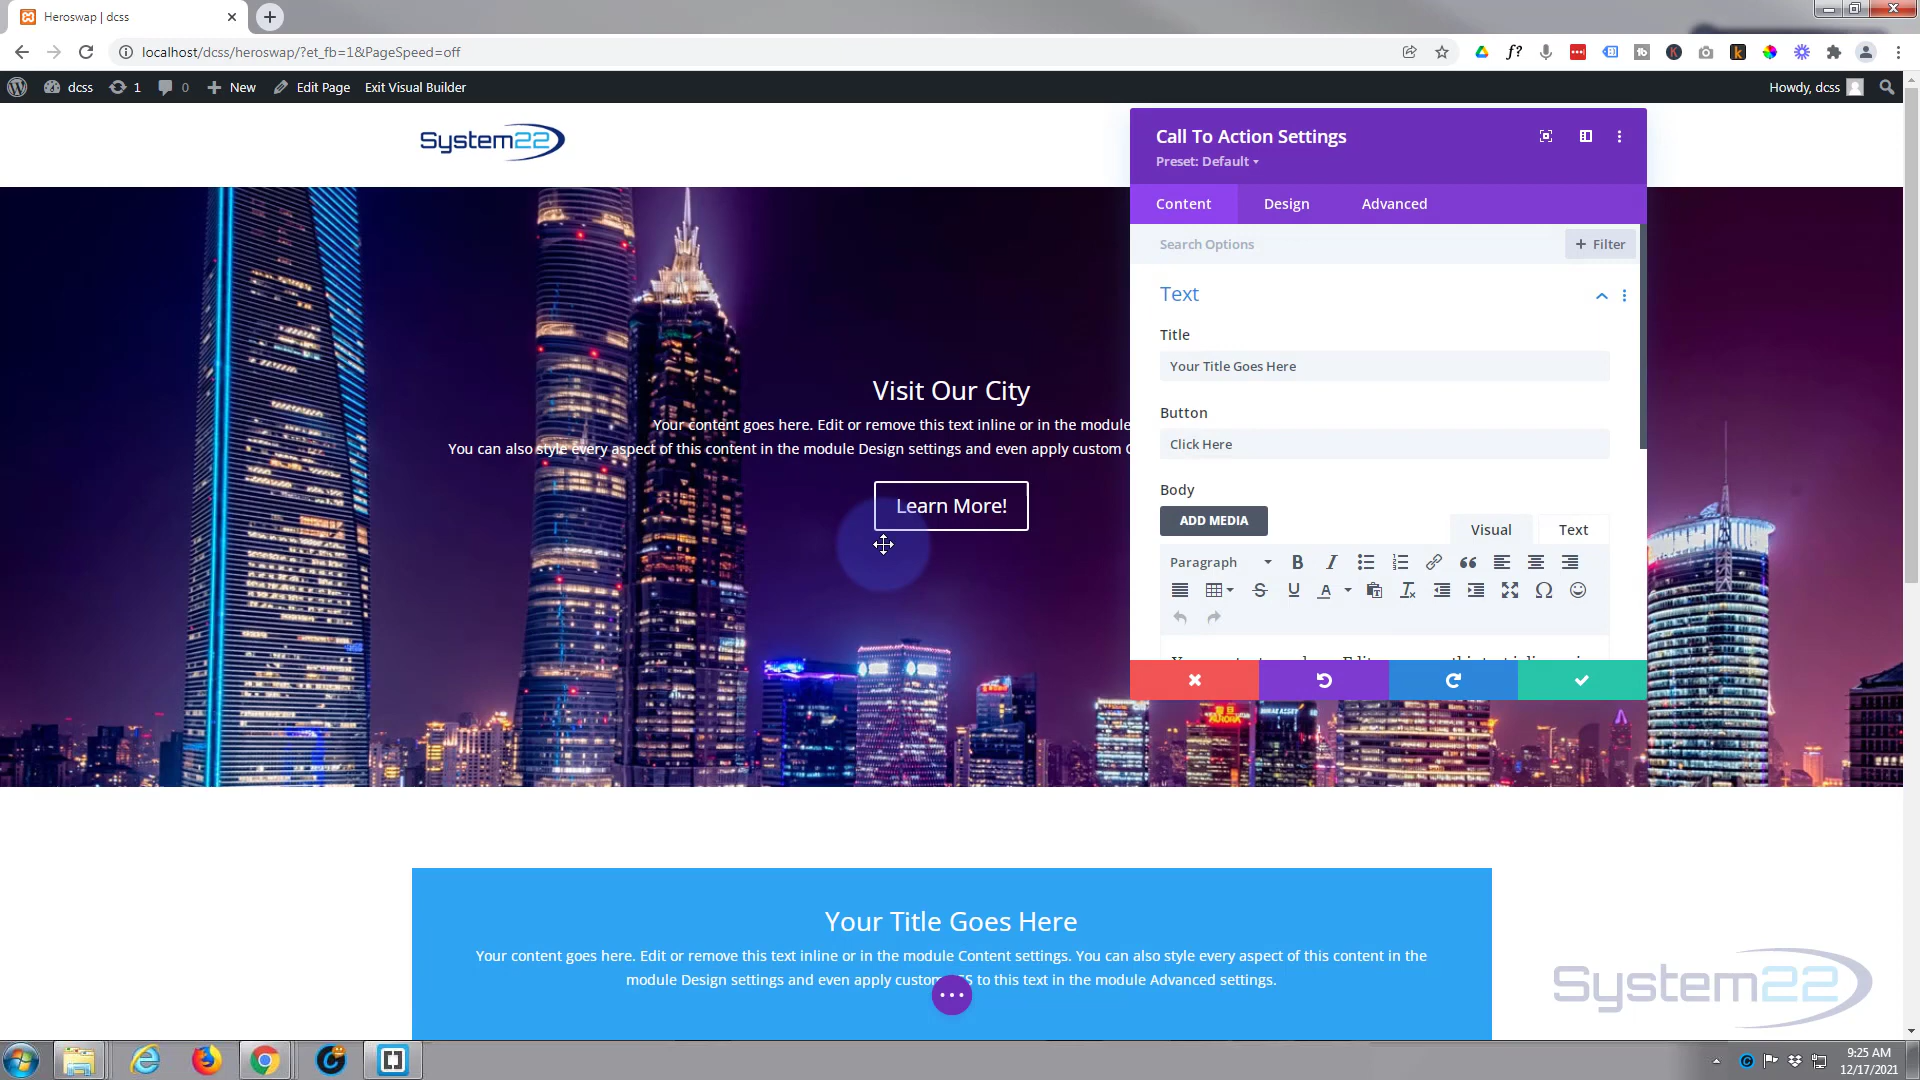 Heroswap | dcss
localhost/dcss/heroswap/?et_fb=1&PageSpeed=off
dcss 1 0 New Edit Page Exit Visual Builder Howdy, dcss
System22
Call To Action Settings
Preset: Default
Content Design Advanced
Search Options
Filter
Text
Title
Your Title Goes Here
Button
Click Here
Body
ADD MEDIA
Visual Text
Paragraph
Visit Our City
Your content goes here. Edit or remove this text inline or in the module
You can also style every aspect of this content in the module Design settings and even apply custom
Learn More!
Your Title Goes Here
Your content goes here. Edit or remove this text inline or in the module Content settings. You can also style every aspect of this content in the
module Design settings and even apply custom CSS to this text in the module Advanced settings.
System22
9:25 AM
12/17/2021